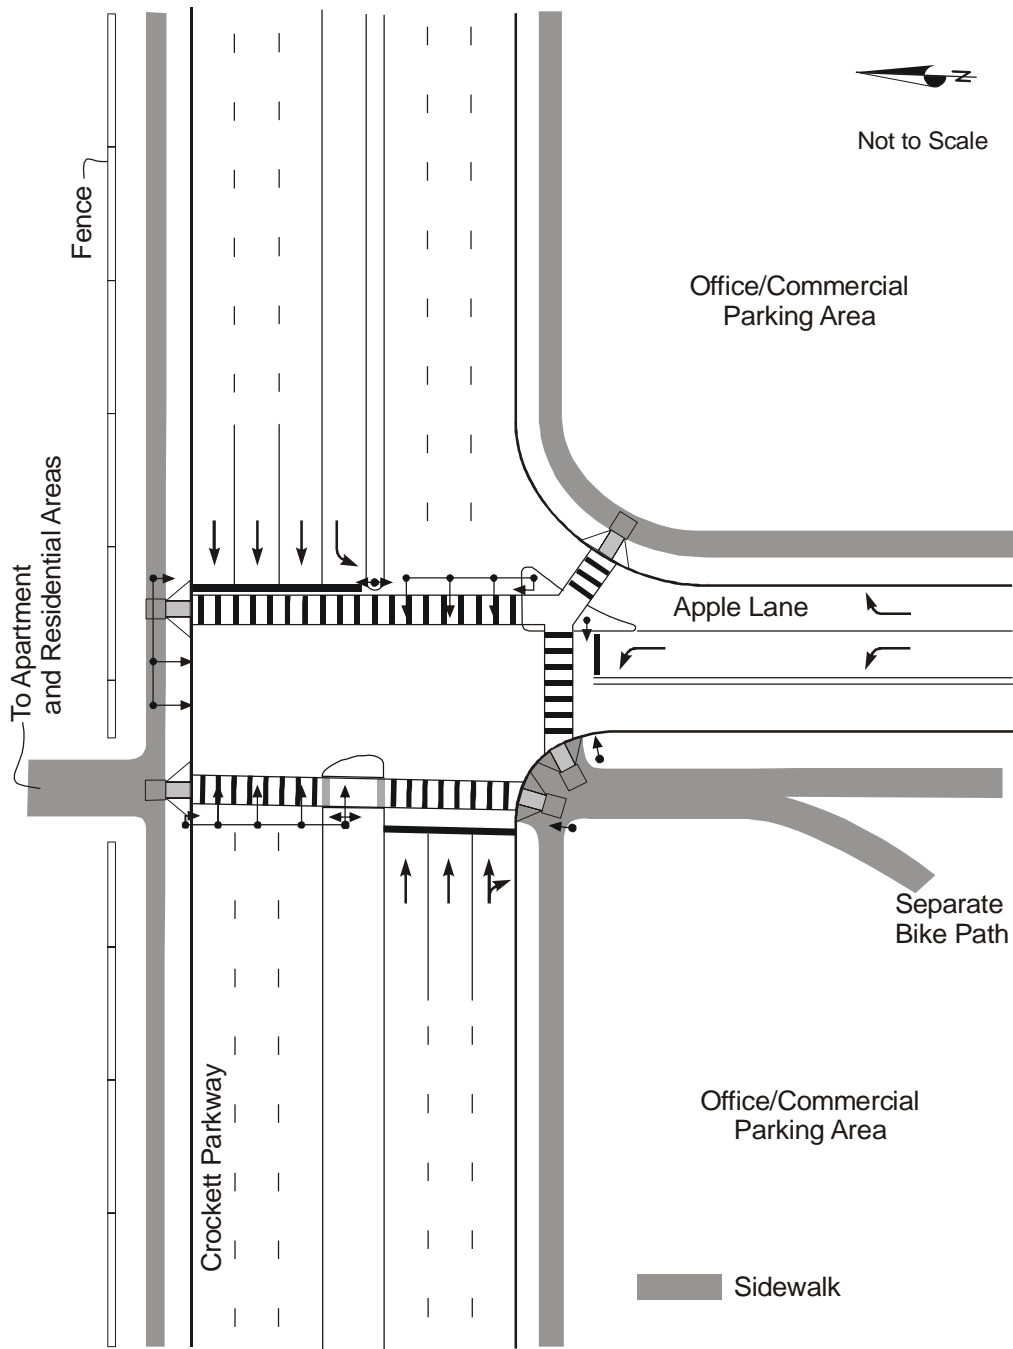 N
Not to Scale
Fence
Office/Commercial
Parking Area
To Apartment
and Residential Areas
Apple Lane
Separate
Bike Path
Crockett Parkway
Office/Commercial
Parking Area
Sidewalk